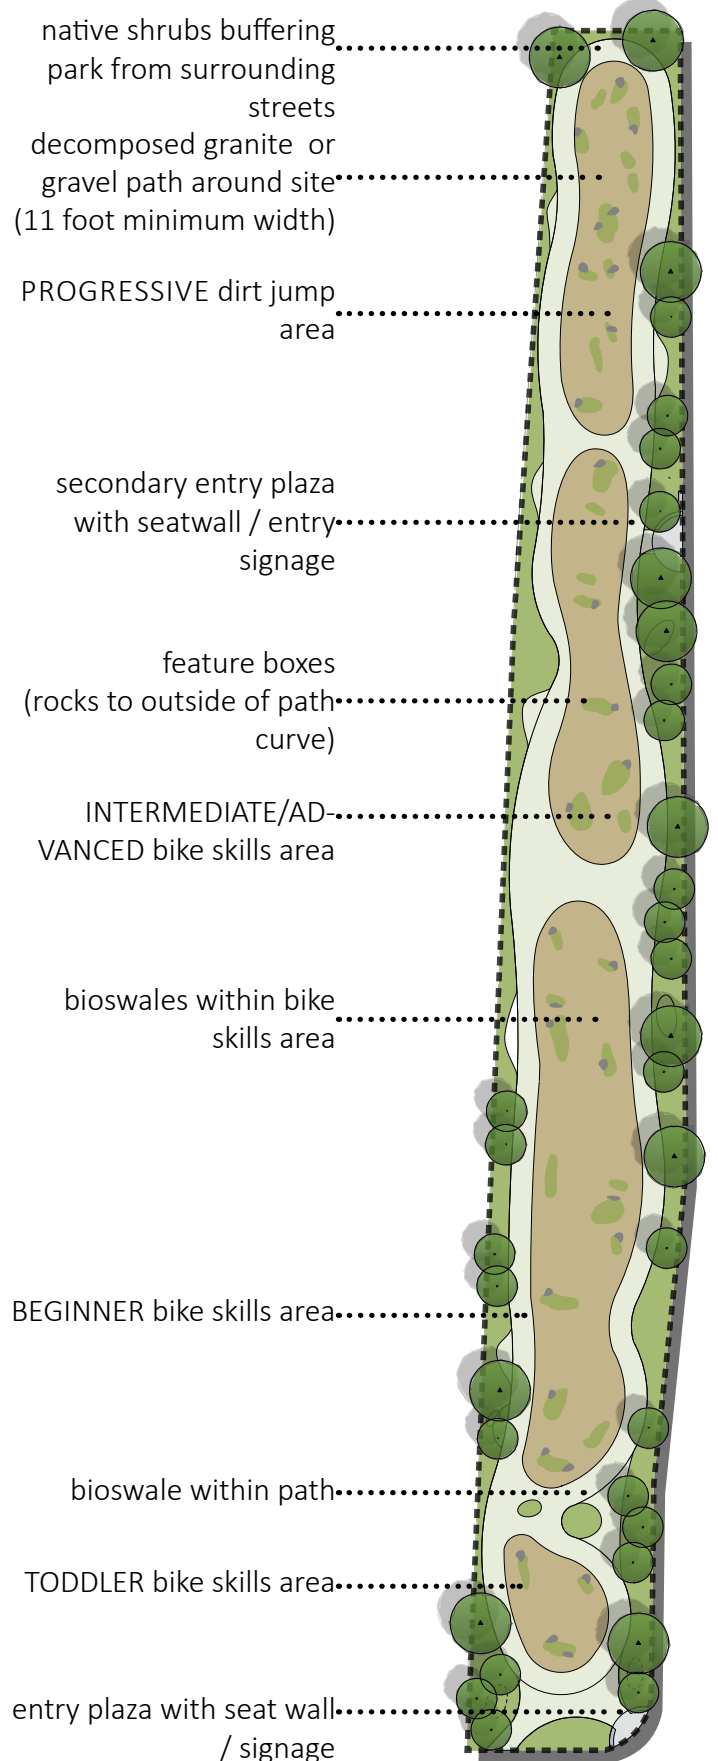 native shrubs buffering
park from surrounding
streets
decomposed granite or
gravel path around site
(11 foot minimum width)
PROGRESSIVE dirt jump
area
secondary entry plaza
with seatwall / entry
signage
feature boxes
(rocks to outside of path
curve)
INTERMEDIATE/AD-
VANCED bike skills area
bioswales within bike
skills area
BEGINNER bike skills area
bioswale within path
TODDLER bike skills area
entry plaza with seat wall
/ signage